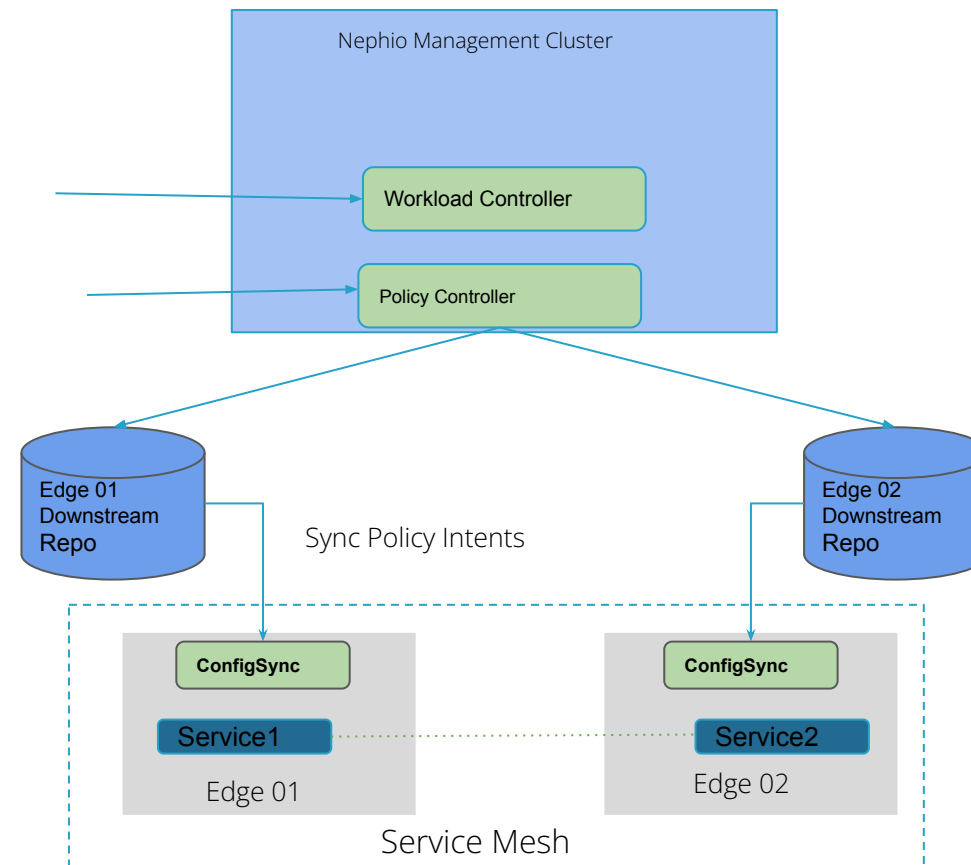 Nephio Management Cluster
Workload Controller
Policy Controller
Edge 01
Downstream
Repo
Edge 02
Downstream
Repo
Sync Policy Intents
ConfigSync
ConfigSync
Service1
Service2
Edge 01
Edge 02
Service Mesh